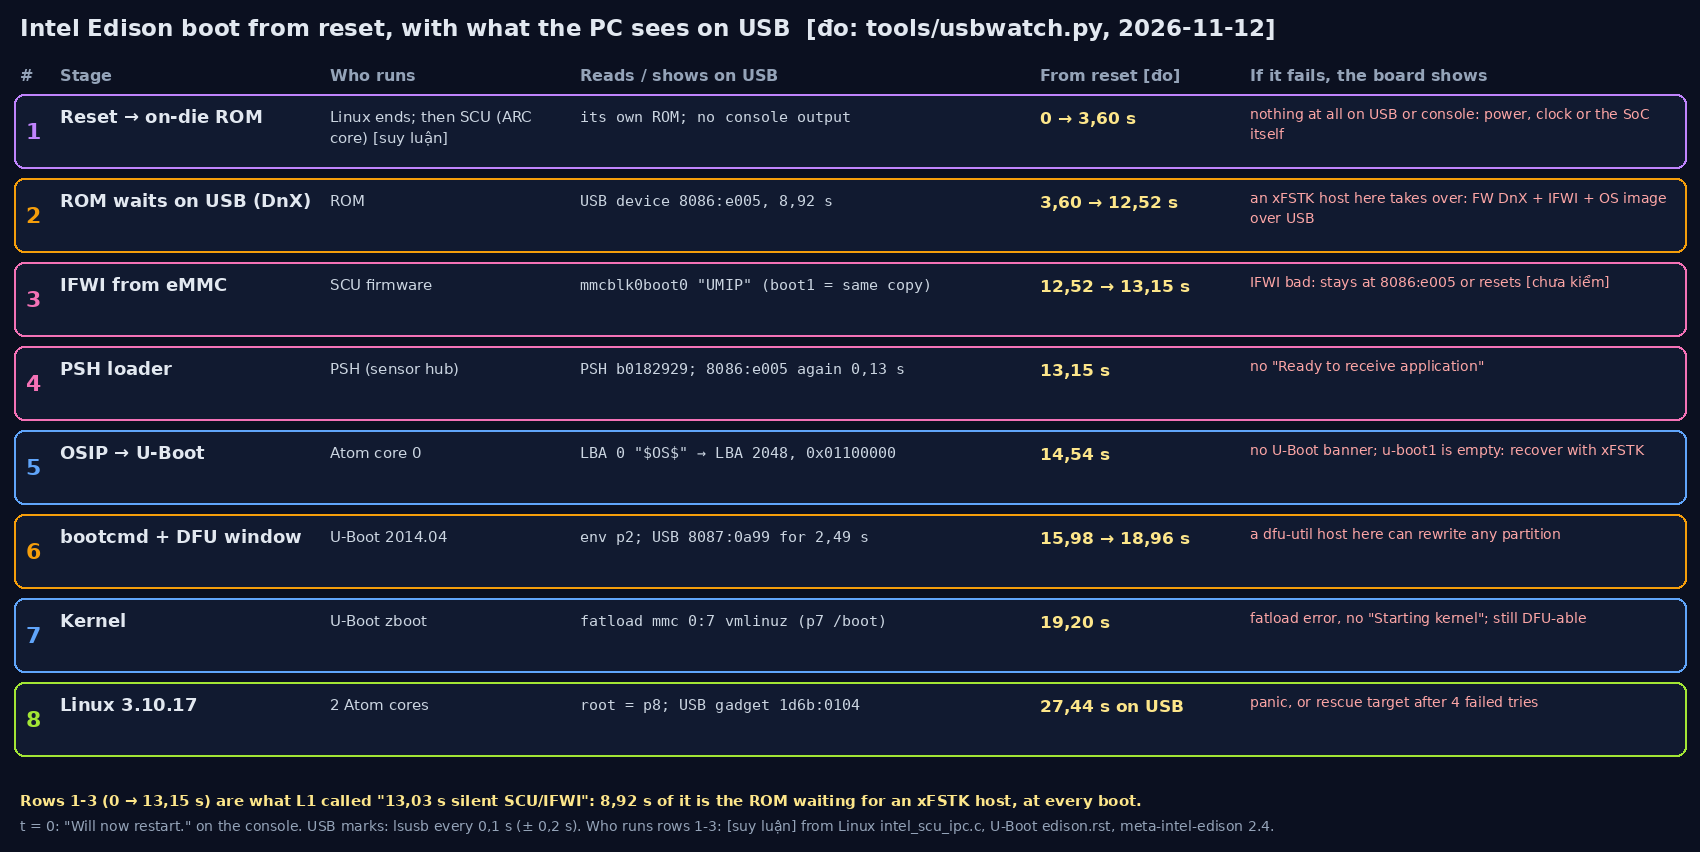 Intel Edison boot from reset, with what the PC sees on USB [đo: tools/usbwatch.py, 2026-11-12]
# Stage Who runs Reads / shows on USB From reset [đo] If it fails, the board shows
1 Reset → on-die ROM Linux ends; then SCU (ARC its own ROM; no console output 0 → 3,60 s nothing at all on USB or console: power, clock or the SoC
core) [suy luận] itself
2 ROM waits on USB (DnX) ROM USB device 8086:e005, 8,92 s 3,60 → 12,52 s an xFSTK host here takes over: FW DnX + IFWI + OS image
over USB
3 IFWI from eMMC SCU firmware mmcblk0boot0 "UMIP" (boot1 = same copy) 12,52 → 13,15 s IFWI bad: stays at 8086:e005 or resets [chưa kiểm]
4 PSH loader PSH (sensor hub) PSH b0182929; 8086:e005 again 0,13 s 13,15 s no "Ready to receive application"
5 OSIP → U-Boot Atom core 0 LBA 0 "$OS$" → LBA 2048, 0x01100000 14,54 s no U-Boot banner; u-boot1 is empty: recover with xFSTK
6 bootcmd + DFU window U-Boot 2014.04 env p2; USB 8087:0a99 for 2,49 s 15,98 → 18,96 s a dfu-util host here can rewrite any partition
7 Kernel U-Boot zboot fatload mmc 0:7 vmlinuz (p7 /boot) 19,20 s fatload error, no "Starting kernel"; still DFU-able
8 Linux 3.10.17 2 Atom cores root = p8; USB gadget 1d6b:0104 27,44 s on USB panic, or rescue target after 4 failed tries
Rows 1-3 (0 → 13,15 s) are what L1 called "13,03 s silent SCU/IFWI": 8,92 s of it is the ROM waiting for an xFSTK host, at every boot.
t = 0: "Will now restart." on the console. USB marks: lsusb every 0,1 s (± 0,2 s). Who runs rows 1-3: [suy luận] from Linux intel_scu_ipc.c, U-Boot edison.rst, meta-intel-edison 2.4.